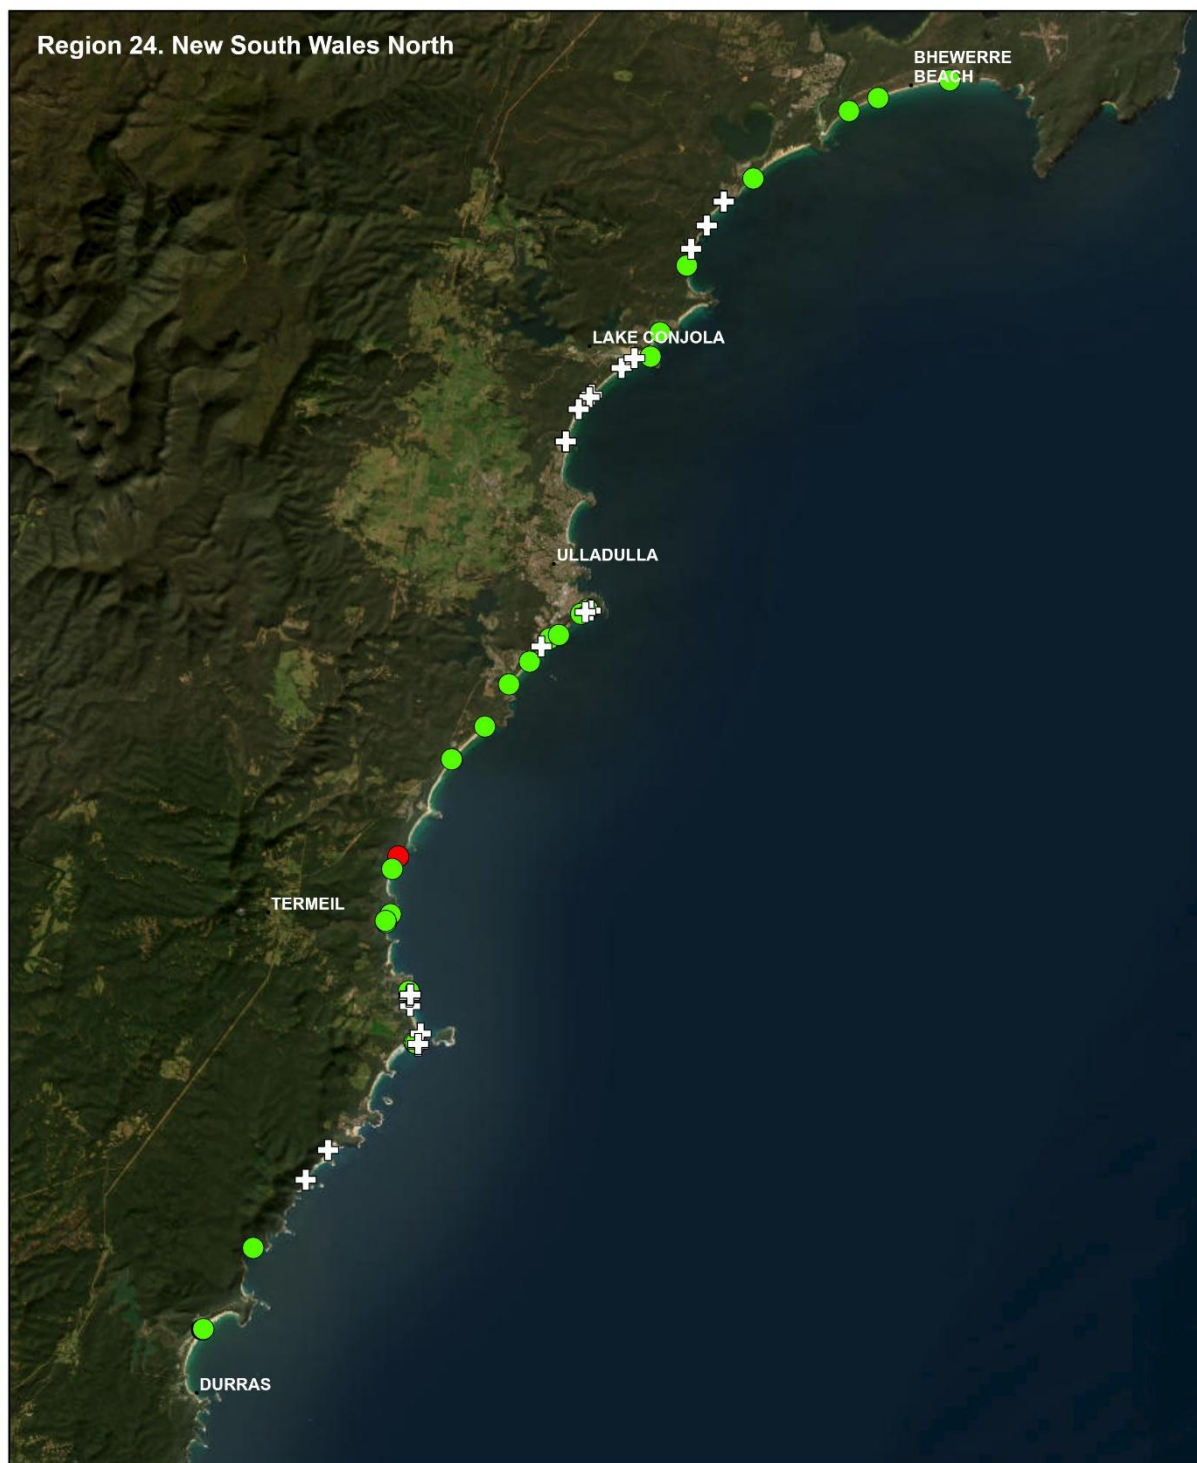 Region 24. New South Wales North
BHEWERRE
BEACH
LAKE CONJOLA
ULLADULLA
TERMEIL
DURRAS